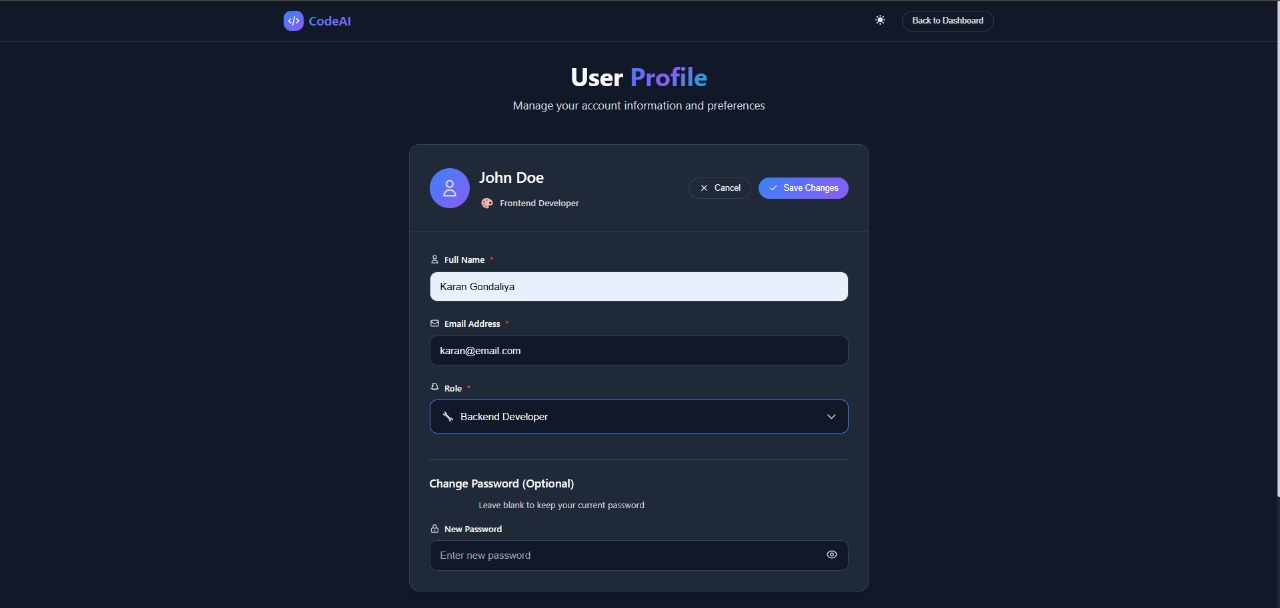 CodeAI
Back to Dashboard
User Profile
Manage your account information and preferences
John Doe
Frontend Developer
Cancel
Save Changes
Full Name *
Karan Gondaliya
Email Address *
karan@email.com
Role *
Backend Developer
Change Password (Optional)
Leave blank to keep your current password
New Password
Enter new password